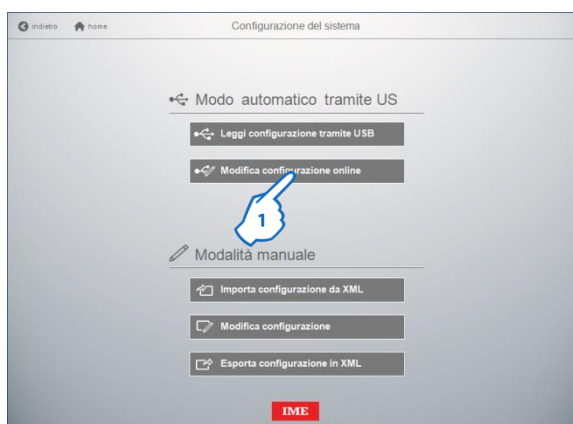 indietro home Configurazione del sistema
Modo automatico tramite US
Leggi configurazione tramite USB
Modifica configurazione online
1
Modalità manuale
Importa configurazione da XML
Modifica configurazione
Esporta configurazione in XML
IME